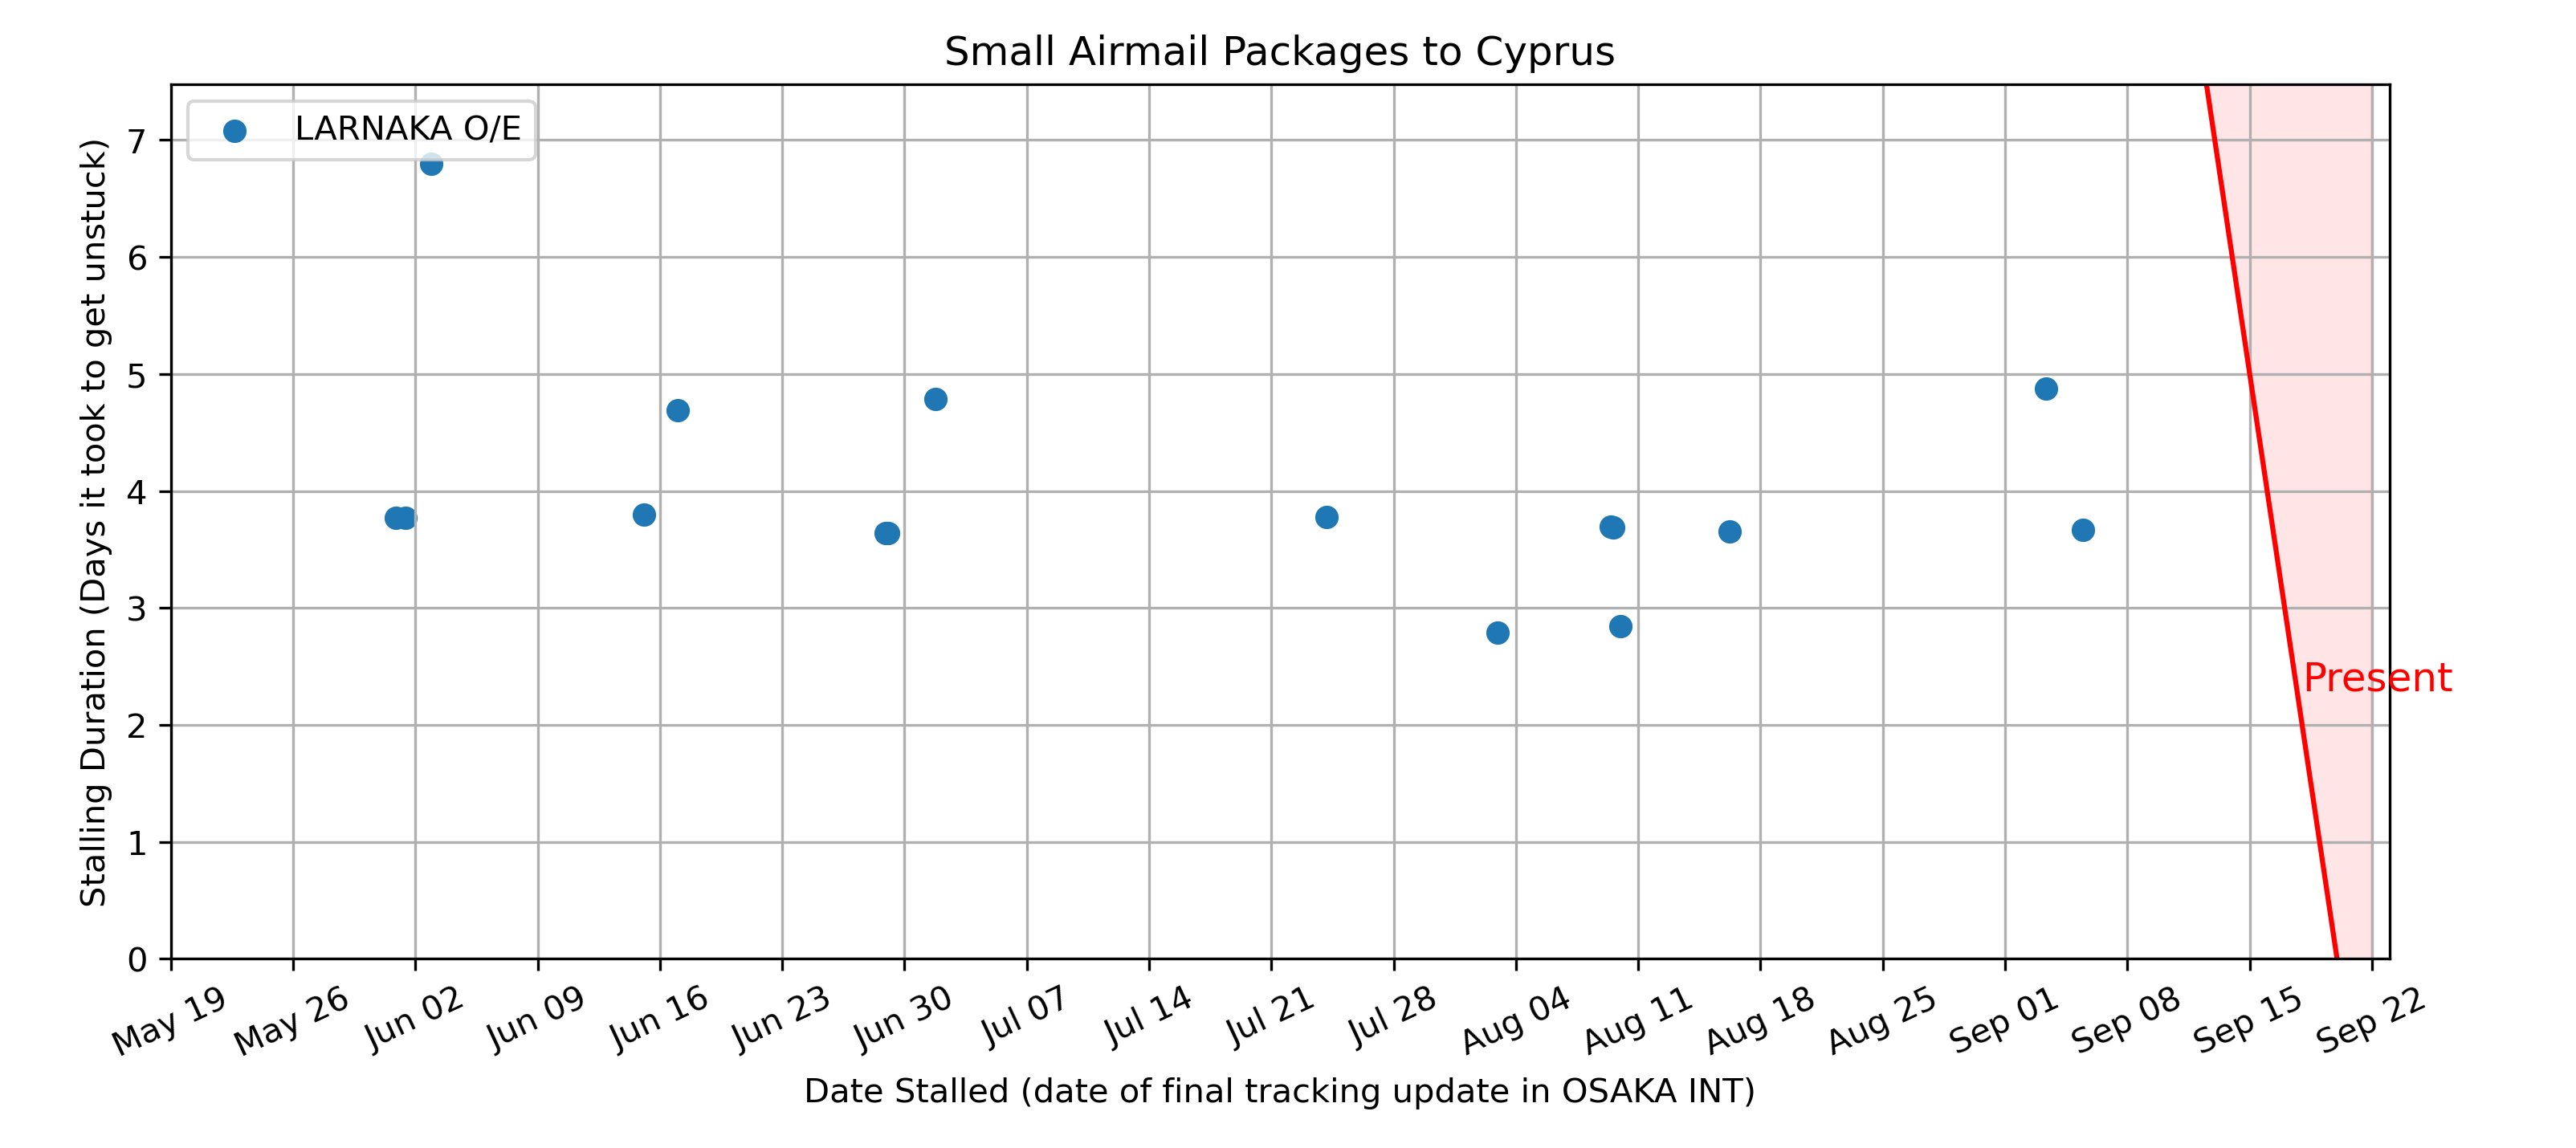 Small Airmail Packages to Cyprus
LARNAKA O/E
Stalling Duration (Days it took to get unstuck)
7
6
5
4
3
2
1
0
Present
May 19
May 26
Jun 02
Jun 09
Jun 16
Jun 23
Jun 30
Jul 07
Jul 14
Jul 21
Jul 28
Aug 04
Aug 11
Aug 18
Aug 25
Sep 01
Sep 08
Sep 15
Sep 22
Date Stalled (date of final tracking update in OSAKA INT)